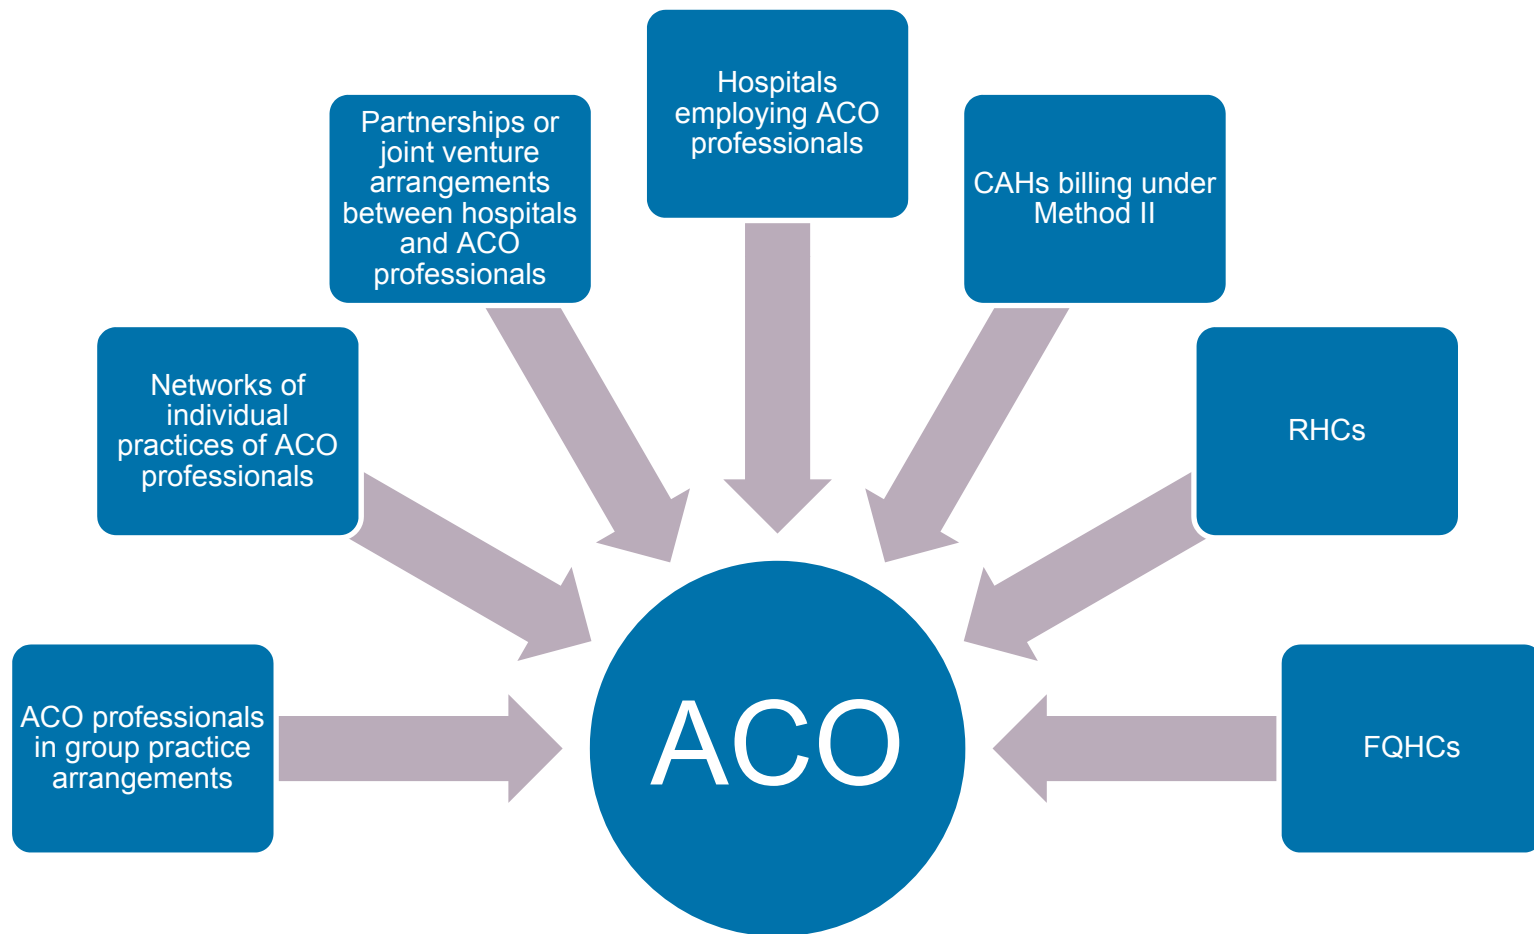 Hospitals
employing ACO
professionals
Partnerships or
joint venture
arrangements
between hospitals
and ACO
professionals
CAHs billing under
Method II
Networks of
individual
practices of ACO
professionals
RHCs
ACO professionals
in group practice
arrangements
ACO
FQHCs